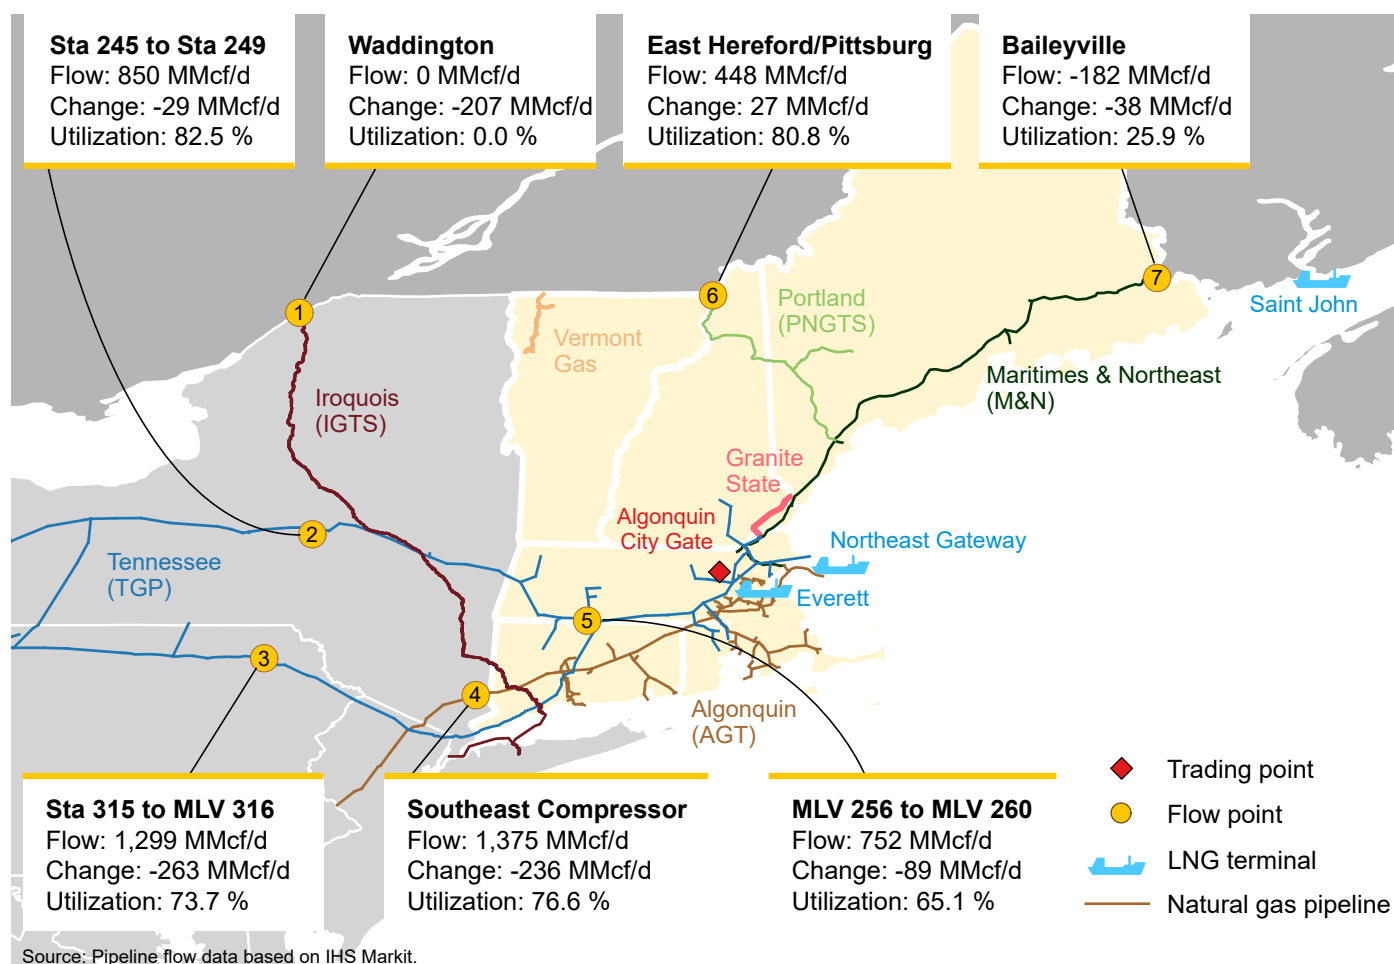 Sta 245 to Sta 249
Flow: 850 MMcf/d
Change: -29 MMcf/d
Utilization: 82.5 %
Waddington
Flow: 0 MMcf/d
Change: -207 MMcf/d
Utilization: 0.0 %
East Hereford/Pittsburg
Flow: 448 MMcf/d
Change: 27 MMcf/d
Utilization: 80.8 %
Baileyville
Flow: -182 MMcf/d
Change: -38 MMcf/d
Utilization: 25.9 %
1
6
7
Saint John
Portland
(PNGTS)
Vermont
Gas
Maritimes & Northeast
(M&N)
Iroquois
(IGTS)
Granite
State
Algonquin
City Gate
2
Northeast Gateway
Tennessee
(TGP)
Everett
5
3
4
Algonquin
(AGT)
Sta 315 to MLV 316
Flow: 1,299 MMcf/d
Change: -263 MMcf/d
Utilization: 73.7 %
Southeast Compressor
Flow: 1,375 MMcf/d
Change: -236 MMcf/d
Utilization: 76.6 %
MLV 256 to MLV 260
Flow: 752 MMcf/d
Change: -89 MMcf/d
Utilization: 65.1 %
Trading point
Flow point
LNG terminal
Natural gas pipeline
Source: Pipeline flow data based on IHS Markit.